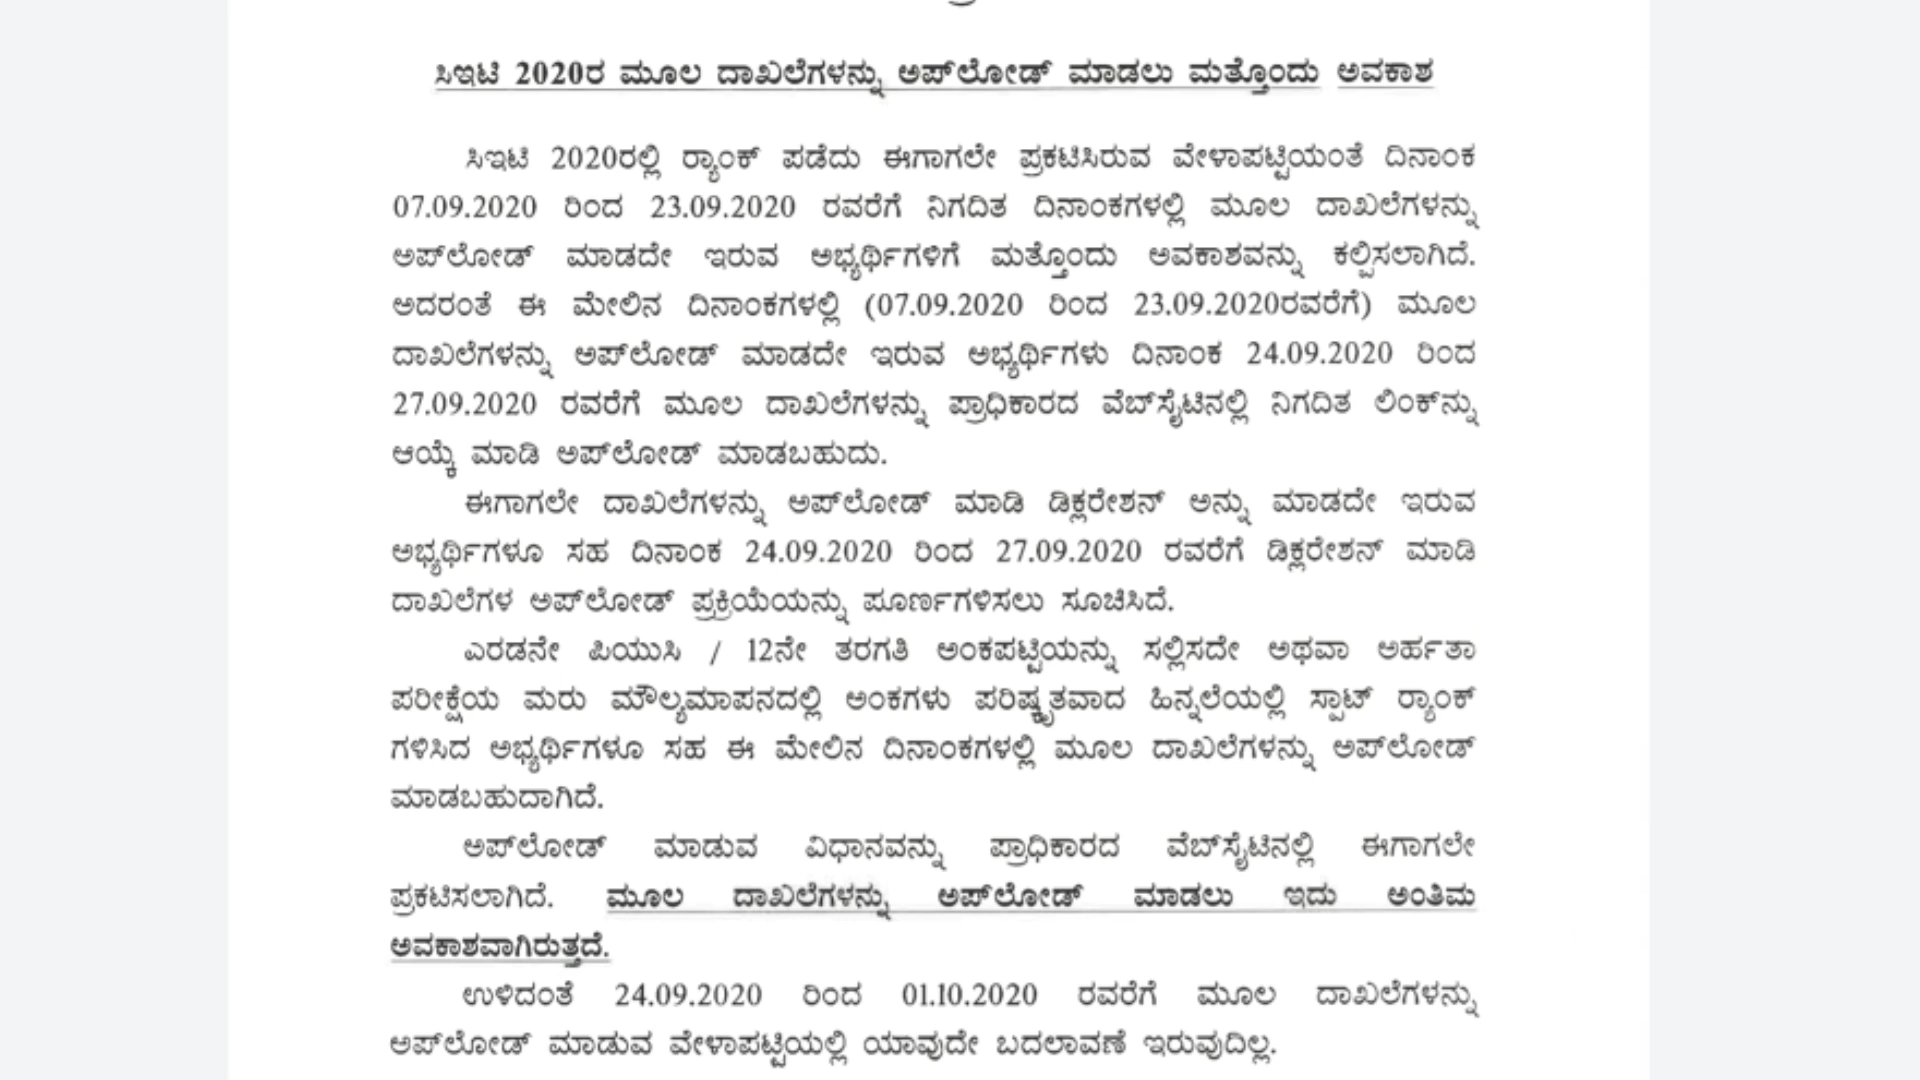 ಸಿಇಟಿ 2020ರ ಮೂಲ ದಾಖಲೆಗಳನ್ನು ಅಪ್‌ಲೋಡ್ ಮಾಡಲು ಮತ್ತೊಂದು ಅವಕಾಶ
ಸಿಇಟಿ 2020ರಲ್ಲಿ ರ‍್ಯಾಂಕ್ ಪಡೆದು ಈಗಾಗಲೇ ಪ್ರಕಟಿಸಿರುವ ವೇಳಾಪಟ್ಟಿಯಂತೆ ದಿನಾಂಕ
07.09.2020 ರಿಂದ 23.09.2020 ರವರೆಗೆ ನಿಗದಿತ ದಿನಾಂಕಗಳಲ್ಲಿ ಮೂಲ ದಾಖಲೆಗಳನ್ನು
ಅಪ್‌ಲೋಡ್ ಮಾಡದೇ ಇರುವ ಅಭ್ಯರ್ಥಿಗಳಿಗೆ ಮತ್ತೊಂದು ಅವಕಾಶವನ್ನು ಕಲ್ಪಿಸಲಾಗಿದೆ.
ಅದರಂತೆ ಈ ಮೇಲಿನ ದಿನಾಂಕಗಳಲ್ಲಿ (07.09.2020 ರಿಂದ 23.09.2020ರವರೆಗೆ) ಮೂಲ
ದಾಖಲೆಗಳನ್ನು ಅಪ್‌ಲೋಡ್ ಮಾಡದೇ ಇರುವ ಅಭ್ಯರ್ಥಿಗಳು ದಿನಾಂಕ 24.09.2020 ರಿಂದ
27.09.2020 ರವರೆಗೆ ಮೂಲ ದಾಖಲೆಗಳನ್ನು ಪ್ರಾಧಿಕಾರದ ವೆಬ್‌ಸೈಟಿನಲ್ಲಿ ನಿಗದಿತ ಲಿಂಕ್‌ನ್ನು
ಆಯ್ಕೆ ಮಾಡಿ ಅಪ್‌ಲೋಡ್ ಮಾಡಬಹುದು.
ಈಗಾಗಲೇ ದಾಖಲೆಗಳನ್ನು ಅಪ್‌ಲೋಡ್ ಮಾಡಿ ಡಿಕ್ಲರೇಶನ್ ಅನ್ನು ಮಾಡದೇ ಇರುವ
ಅಭ್ಯರ್ಥಿಗಳೂ ಸಹ ದಿನಾಂಕ 24.09.2020 ರಿಂದ 27.09.2020 ರವರೆಗೆ ಡಿಕ್ಲರೇಶನ್ ಮಾಡಿ
ದಾಖಲೆಗಳ ಅಪ್‌ಲೋಡ್ ಪ್ರಕ್ರಿಯೆಯನ್ನು ಪೂರ್ಣಗಳಿಸಲು ಸೂಚಿಸಿದೆ.
ಎರಡನೇ ಪಿಯುಸಿ / 12ನೇ ತರಗತಿ ಅಂಕಪಟ್ಟಿಯನ್ನು ಸಲ್ಲಿಸದೇ ಅಥವಾ ಅರ್ಹತಾ
ಪರೀಕ್ಷೆಯ ಮರು ಮೌಲ್ಯಮಾಪನದಲ್ಲಿ ಅಂಕಗಳು ಪರಿಷ್ಕೃತವಾದ ಹಿನ್ನಲೆಯಲ್ಲಿ ಸ್ಪಾಟ್ ರ‍್ಯಾಂಕ್
ಗಳಿಸಿದ ಅಭ್ಯರ್ಥಿಗಳೂ ಸಹ ಈ ಮೇಲಿನ ದಿನಾಂಕಗಳಲ್ಲಿ ಮೂಲ ದಾಖಲೆಗಳನ್ನು ಅಪ್‌ಲೋಡ್
ಮಾಡಬಹುದಾಗಿದೆ.
ಅಪ್‌ಲೋಡ್ ಮಾಡುವ ವಿಧಾನವನ್ನು ಪ್ರಾಧಿಕಾರದ ವೆಬ್‌ಸೈಟಿನಲ್ಲಿ ಈಗಾಗಲೇ
ಪ್ರಕಟಿಸಲಾಗಿದೆ. ಮೂಲ ದಾಖಲೆಗಳನ್ನು ಅಪ್‌ಲೋಡ್ ಮಾಡಲು ಇದು ಅಂತಿಮ
ಅವಕಾಶವಾಗಿರುತ್ತದೆ.
ಉಳಿದಂತೆ 24.09.2020 ರಿಂದ 01.10.2020 ರವರೆಗೆ ಮೂಲ ದಾಖಲೆಗಳನ್ನು
ಅಪ್‌ಲೋಡ್ ಮಾಡುವ ವೇಳಾಪಟ್ಟಿಯಲ್ಲಿ ಯಾವುದೇ ಬದಲಾವಣೆ ಇರುವುದಿಲ್ಲ.